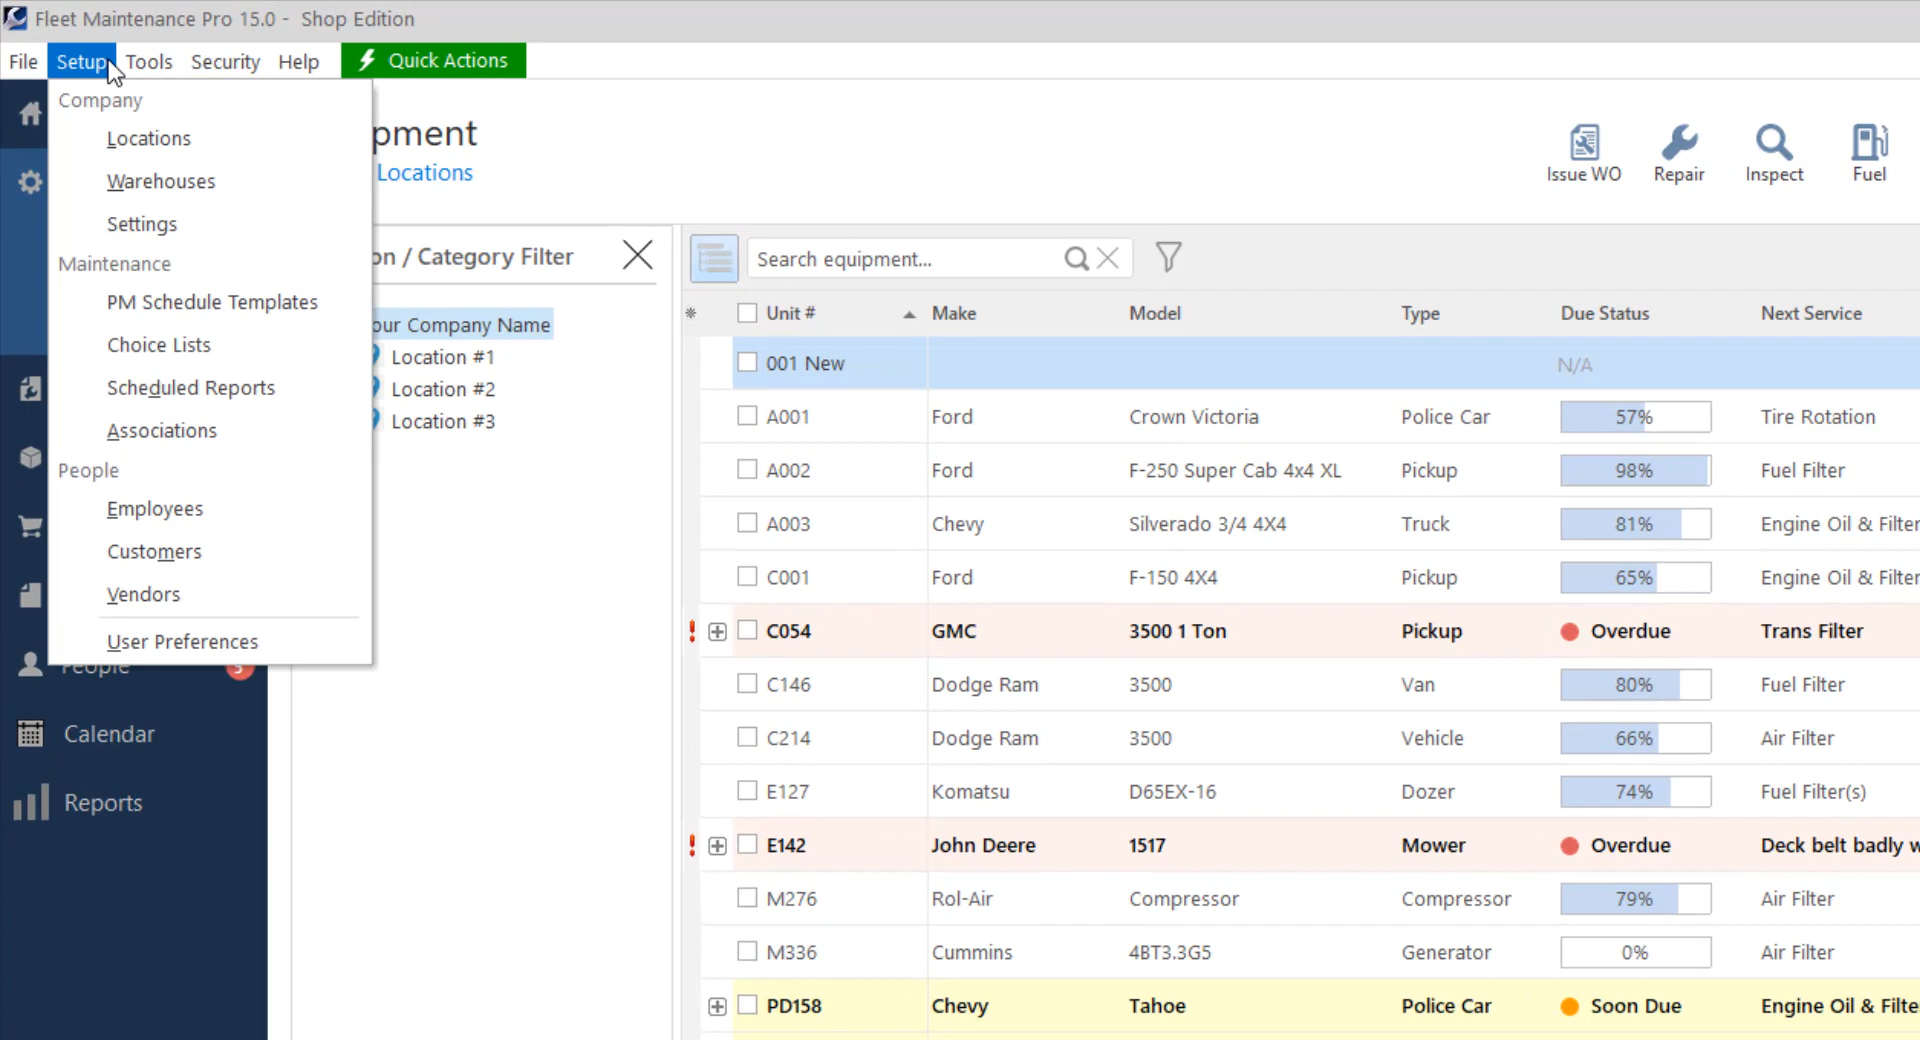 Fleet Maintenance Pro 15.0 - Shop Edition
File Setup Tools Security Help Quick Actions
Company
Locations
Warehouses
Settings
Maintenance
PM Schedule Templates
Choice Lists
Scheduled Reports
Associations
People
Employees
Customers
Vendors
User Preferences
People
Calendar
Reports
pment
Locations
Issue WO Repair Inspect Fuel
on / Category Filter
our Company Name
Location #1
Location #2
Location #3
Search equipment...
* Unit # Make Model Type Due Status Next Service
001 New N/A
A001 Ford Crown Victoria Police Car 57% Tire Rotation
A002 Ford F-250 Super Cab 4x4 XL Pickup 98% Fuel Filter
A003 Chevy Silverado 3/4 4X4 Truck 81% Engine Oil & Filter
C001 Ford F-150 4X4 Pickup 65% Engine Oil & Filter
! C054 GMC 3500 1 Ton Pickup Overdue Trans Filter
C146 Dodge Ram 3500 Van 80% Fuel Filter
C214 Dodge Ram 3500 Vehicle 66% Air Filter
E127 Komatsu D65EX-16 Dozer 74% Fuel Filter(s)
! E142 John Deere 1517 Mower Overdue Deck belt badly w
M276 Rol-Air Compressor Compressor 79% Air Filter
M336 Cummins 4BT3.3G5 Generator 0% Air Filter
PD158 Chevy Tahoe Police Car Soon Due Engine Oil & Filte